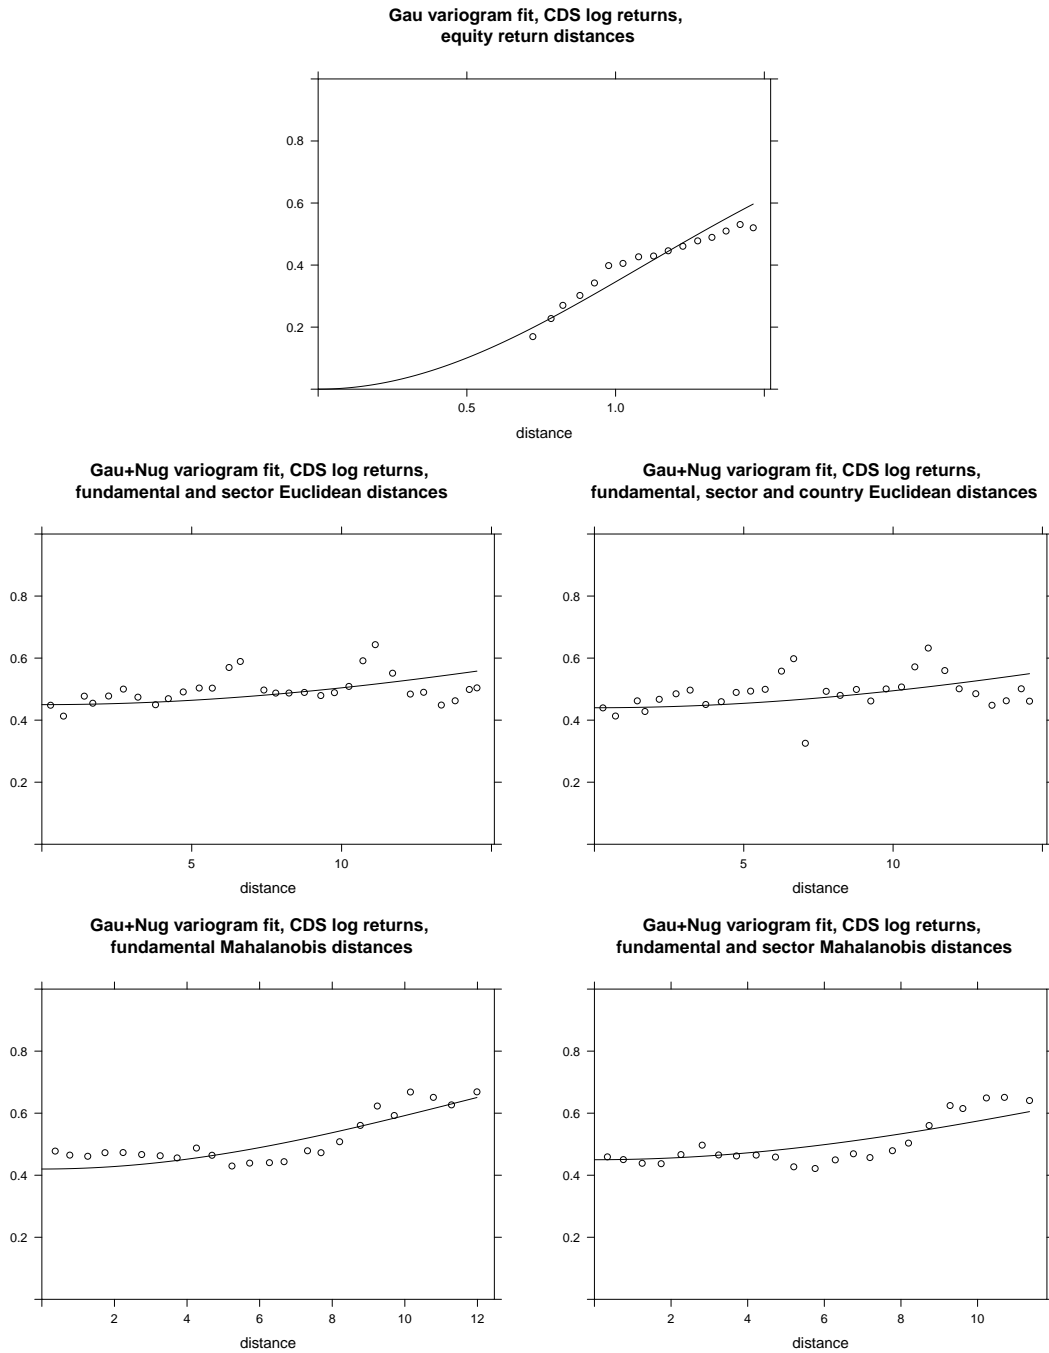 Gau variogram fit, CDS log returns,
equity return distances
0.8
0.6
0.4
0.2
0.5 1.0
distance
Gau+Nug variogram fit, CDS log returns,
fundamental and sector Euclidean distances
0.8
0.6
0.4
0.2
5 10
distance
Gau+Nug variogram fit, CDS log returns,
fundamental, sector and country Euclidean distances
0.8
0.6
0.4
0.2
5 10
distance
Gau+Nug variogram fit, CDS log returns,
fundamental Mahalanobis distances
0.8
0.6
0.4
0.2
2 4 6 8 10 12
distance
Gau+Nug variogram fit, CDS log returns,
fundamental and sector Mahalanobis distances
0.8
0.6
0.4
0.2
2 4 6 8 10
distance